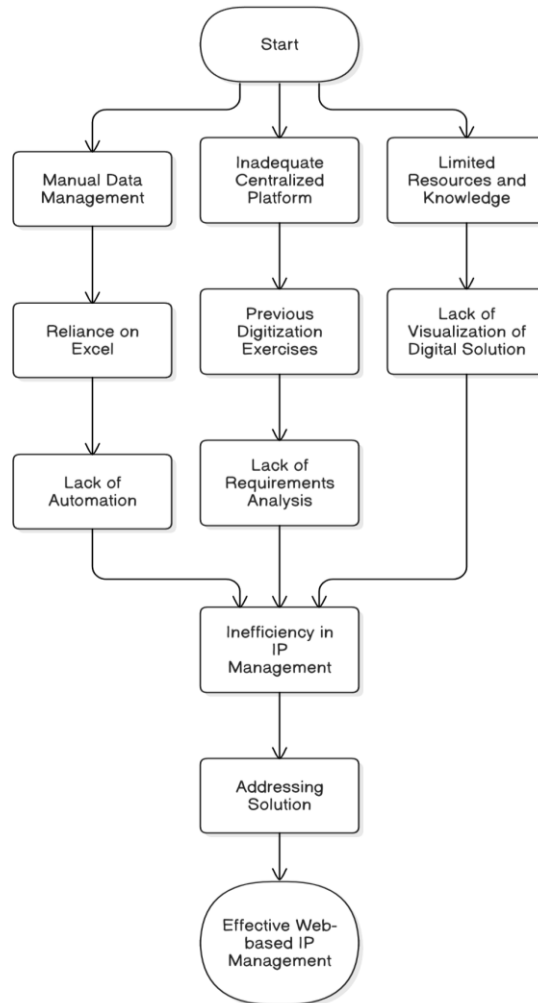 Start
Manual Data
Management
Inadequate
Centralized
Platform
Limited
Resources and
Knowledge
Reliance on
Excel
Previous
Digitization
Exercises
Lack of
Visualization of
Digital Solution
Lack of
Automation
Lack of
Requirements
Analysis
Inefficiency in
IP
Management
Addressing
Solution
Effective Web-
based IP
Management